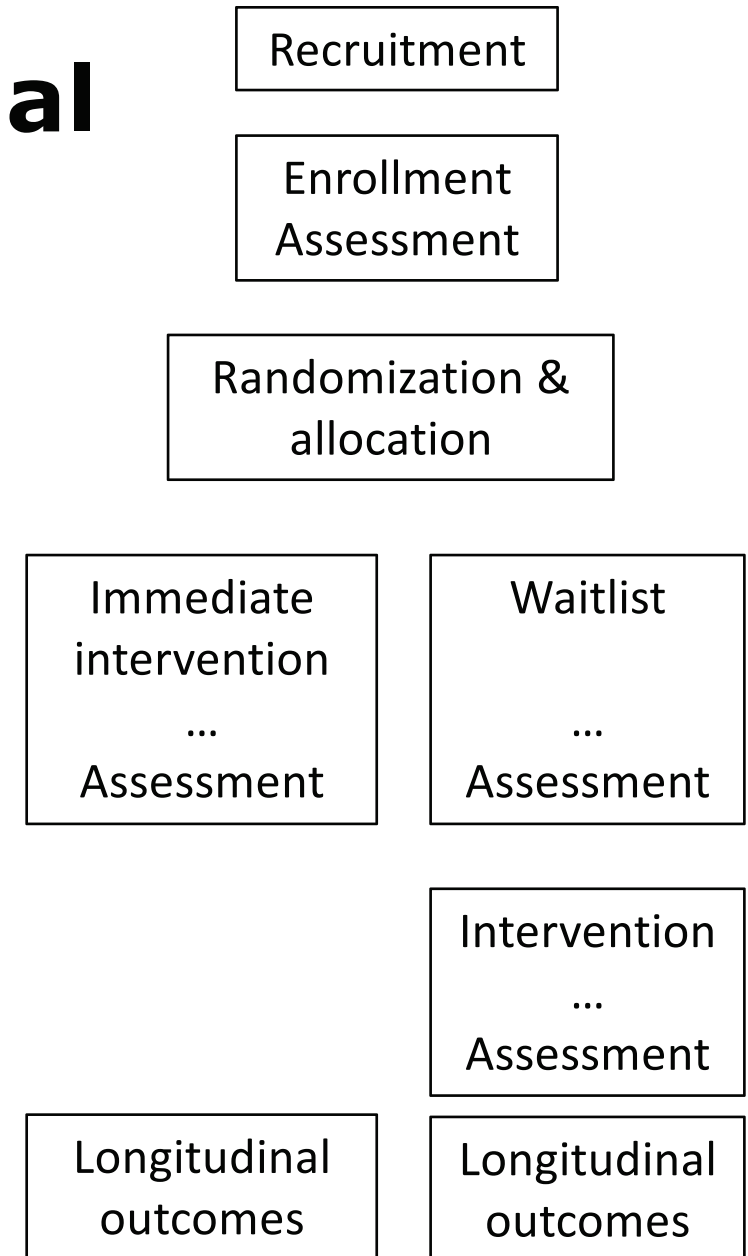 al
Recruitment
Enrollment
Assessment
Randomization &
allocation
Immediate
intervention
...
Assessment
Waitlist
...
Assessment
Intervention
...
Assessment
Longitudinal
outcomes
Longitudinal
outcomes